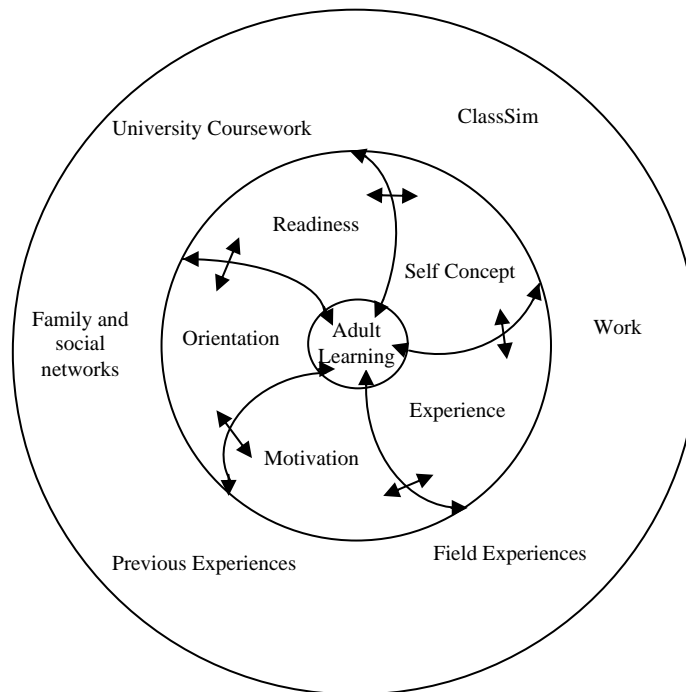 ClassSim
University Coursework
Readiness
Self Concept
Family and
social
networks
Orientation
Adult
Learning
Work
Experience
Motivation
Previous Experiences
Field Experiences